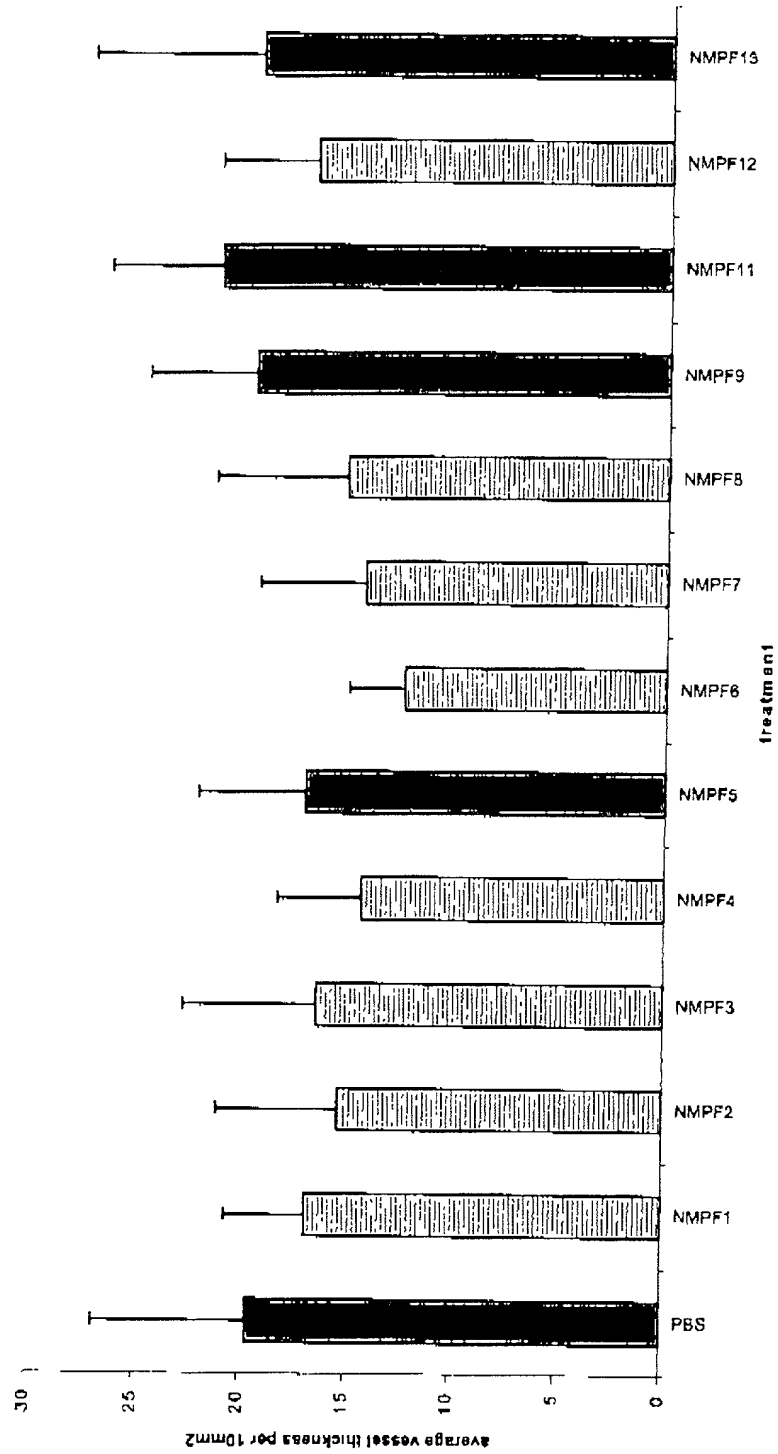 average vessel thickness per 10mm2
30
25
20
15
10
5
0
PBS
NMPF1
NMPF2
NMPF3
NMPF4
NMPF5
NMPF6
NMPF7
NMPF8
NMPF9
NMPF11
NMPF12
NMPF13
treatment